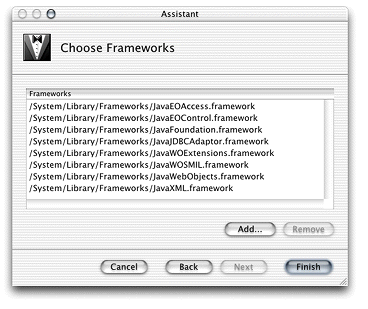 Assistant
Choose Frameworks
Frameworks
/System/Library/Frameworks/JavaEOAccess.framework
/System/Library/Frameworks/JavaEOControl.framework
/System/Library/Frameworks/JavaFoundation.framework
/System/Library/Frameworks/JavaJD8CAdaptor.framework
/System/Library/Frameworks/JavaWOExtensions.framework
/System/Library/Frameworks/JavaWOSMIL.framework
/System/Library/Frameworks/JavaWebObjects.framework
/System/Library/Frameworks/JavaXML.framework
Add... Remove
Cancel Back Next Finish